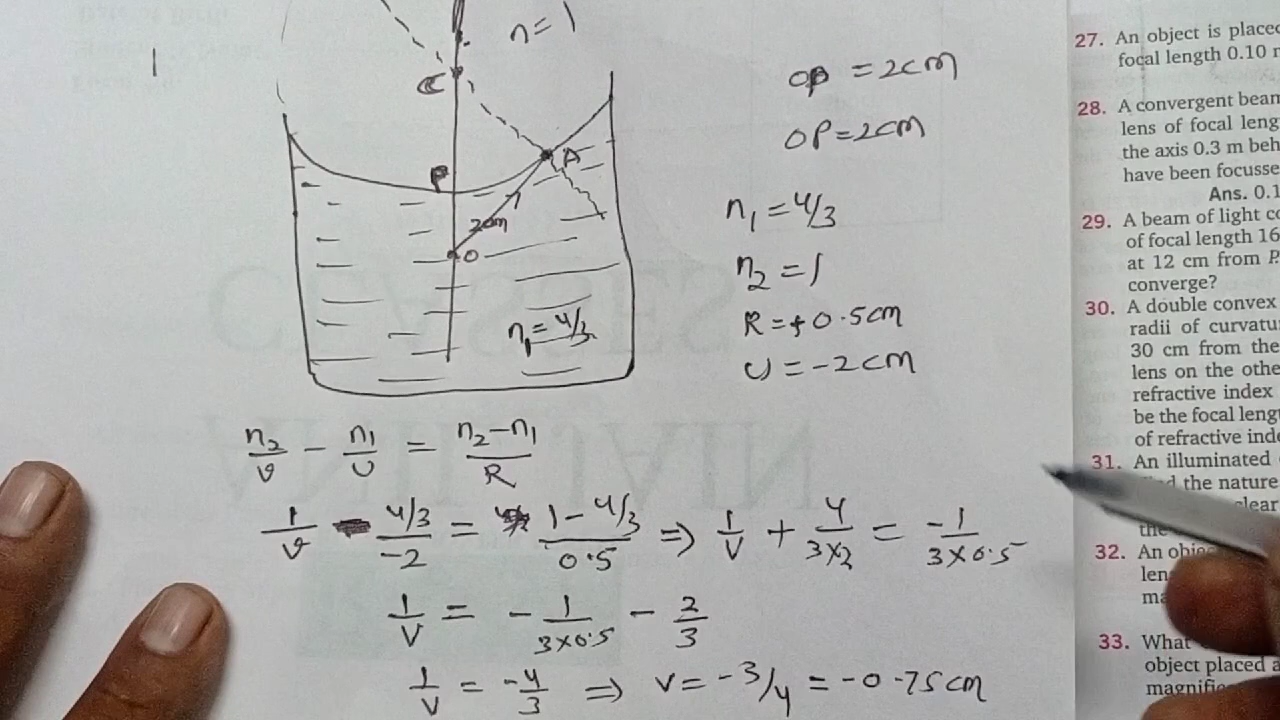 n = 1
C
A
P
2cm
O
n₁ = 4/3
OP = 2cm
OP = 2cm
n₁ = 4/3
n₂ = 1
R = +0.5cm
U = -2cm
n₂/v - n₁/U = n₂-n₁/R
1/v - 4/3/-2 = 1-4/3/0.5 ⇒ 1/V + 4/3×2 = -1/3×0.5
1/V = -1/3×0.5 - 2/3
1/V = -4/3 ⇒ V = -3/4 = -0.75cm
27. An object is placed
focal length 0.10
28. A convergent beam
lens of focal leng
the axis 0.3 m beh
have been focusse
Ans. 0.1
29. A beam of light co
of focal length 16
at 12 cm from P.
converge?
30. A double convex
radii of curvatu
30 cm from the
lens on the othe
refractive index
be the focal leng
of refractive inde
31. An illuminated
the nature
clear
the
32. An objec
len
ma
33. What
object placed a
magnific